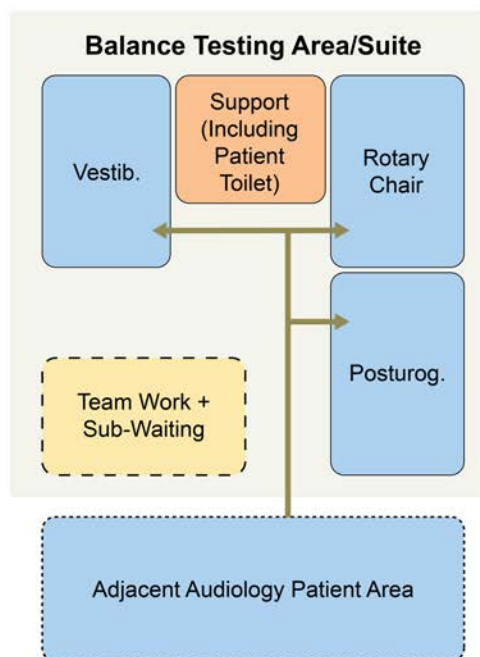 Balance Testing Area/Suite
Vestib.
Support
(Including
Patient
Toilet)
Rotary
Chair
Posturog.
Team Work +
Sub-Waiting
Adjacent Audiology Patient Area